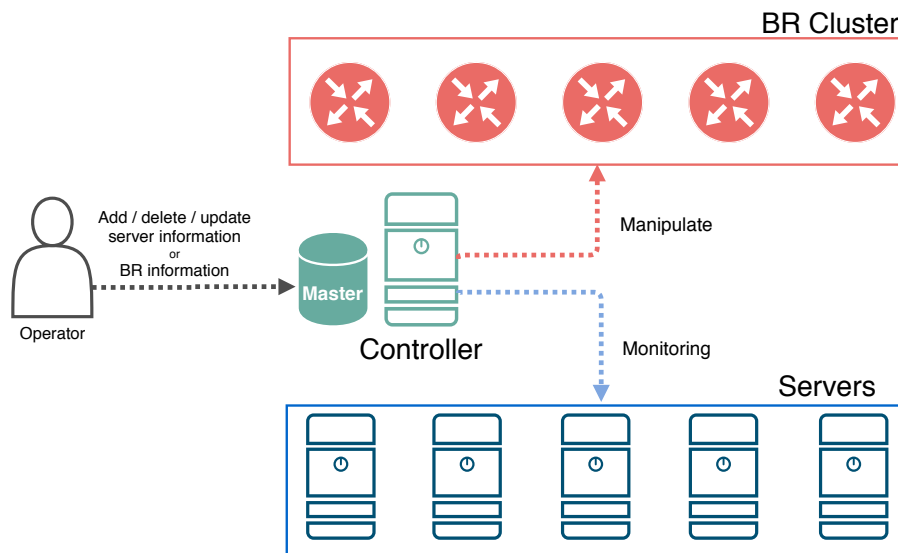 BR Cluster
Add / delete / update
server information
or
BR information
Manipulate
Master
Operator
Controller
Monitoring
Servers